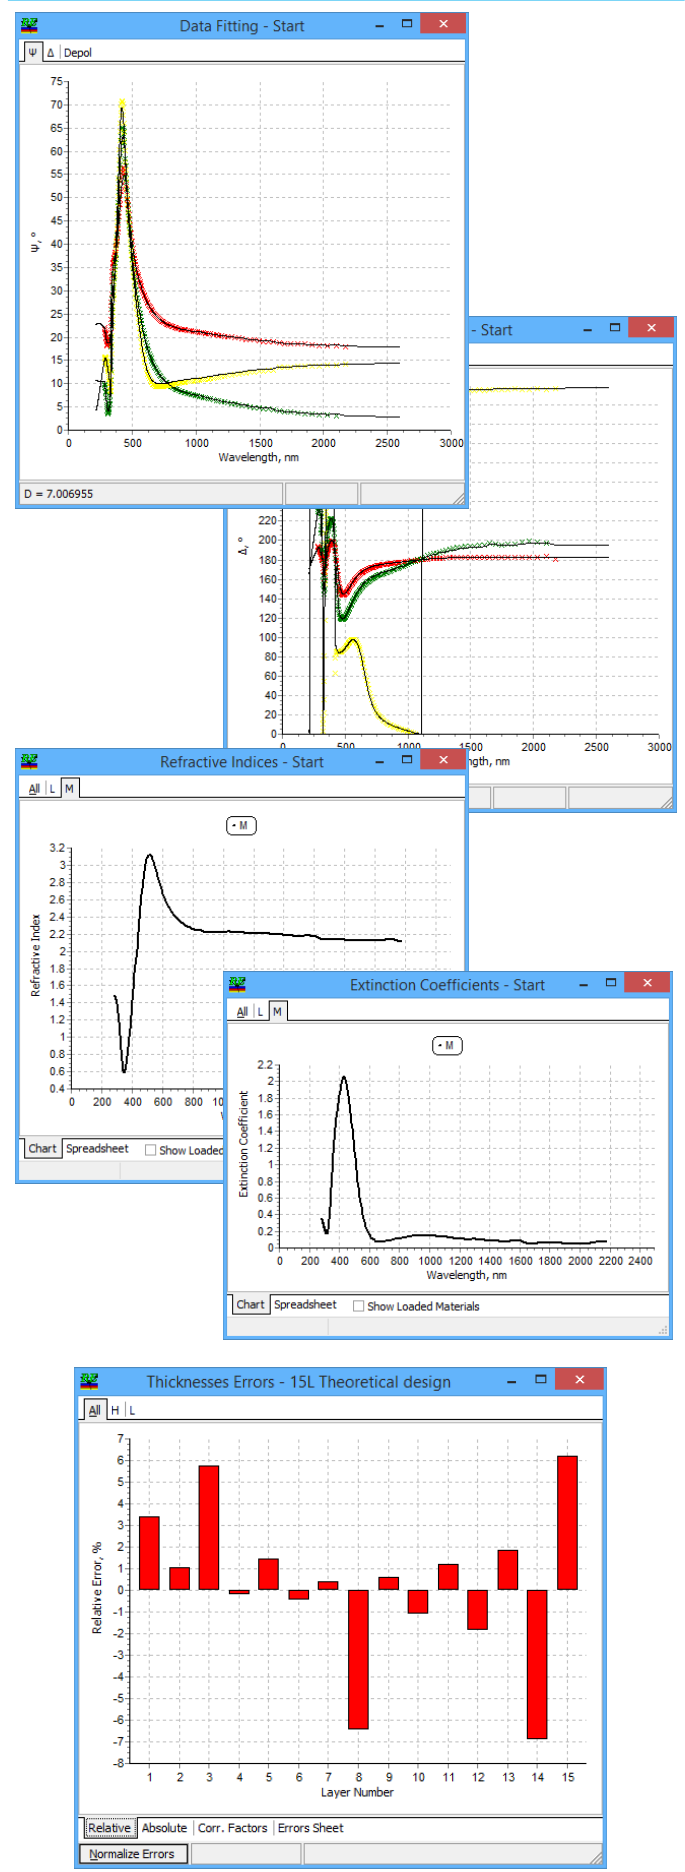 Data Fitting - Start
Ψ Δ Depol
75
70
65
60
55
50
45
40
35
30
25
20
15
10
5
0
Ψ, °
0 500 1000 1500 2000 2500 3000
Wavelength, nm
D = 7.006955
- Start
220
200
180
160
140
120
100
80
60
40
20
0
Δ, °
0 500 1000 1500 2000 2500 3000
Refractive Indices - Start
All L M
M
3.2
3
2.8
2.6
2.4
2.2
2
1.8
1.6
1.4
1.2
1
0.8
0.6
0.4
Refractive Index
0 200 400 600 800
Chart Spreadsheet Show Loaded
Extinction Coefficients - Start
All L M
M
2.2
2
1.8
1.6
1.4
1.2
1
0.8
0.6
0.4
0.2
0
Extinction Coefficient
0 200 400 600 800 1000 1200 1400 1600 1800 2000 2200 2400
Wavelength, nm
Chart Spreadsheet Show Loaded Materials
Thicknesses Errors - 15L Theoretical design
All H L
7
6
5
4
3
2
1
0
-1
-2
-3
-4
-5
-6
-7
-8
Relative Error, %
1 2 3 4 5 6 7 8 9 10 11 12 13 14 15
Layer Number
Relative Absolute Corr. Factors Errors Sheet
Normalize Errors